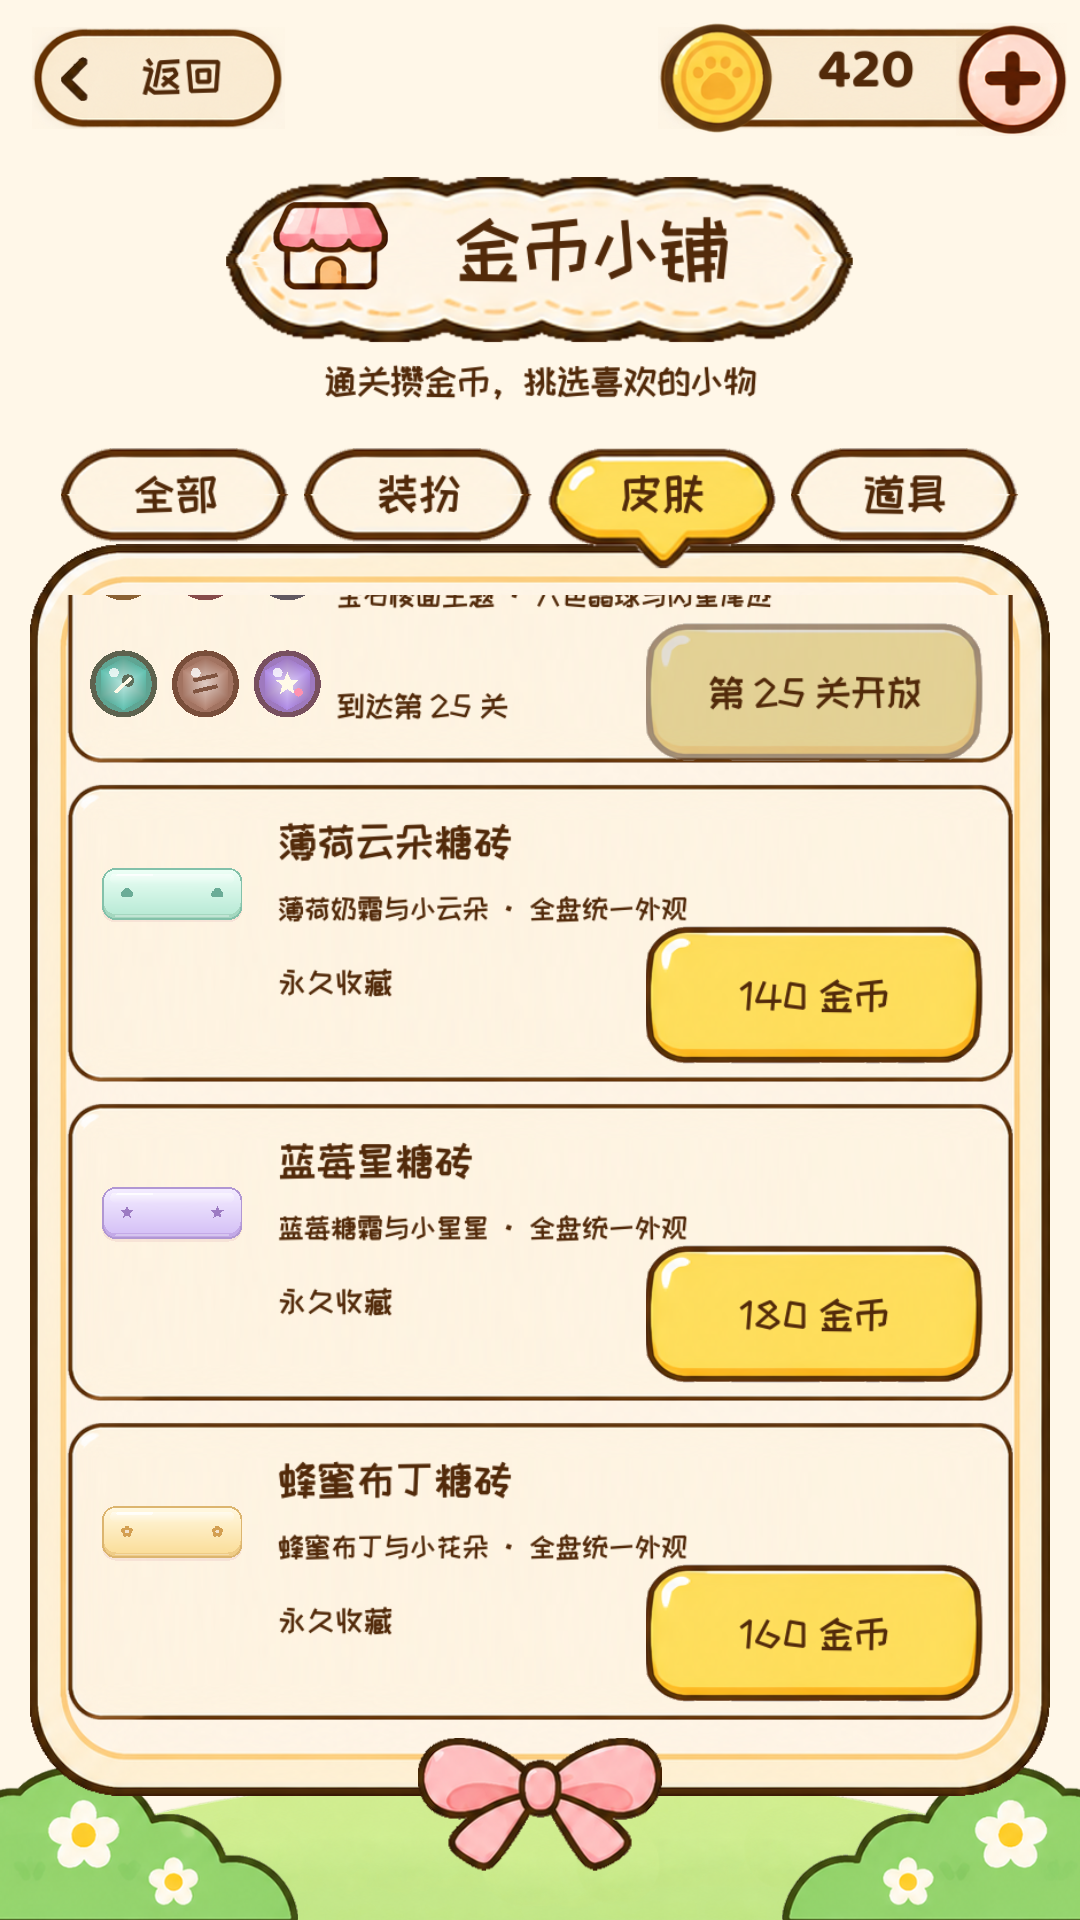 返回
420
金币小铺
通关攒金币，挑选喜欢的小物
全部
装扮
皮肤
道具
到达第 25 关
第 25 关开放
薄荷云朵糖砖
薄荷奶霜与小云朵 · 全盘统一外观
永久收藏
140 金币
蓝莓星糖砖
蓝莓糖霜与小星星 · 全盘统一外观
永久收藏
180 金币
蜂蜜布丁糖砖
蜂蜜布丁与小花朵 · 全盘统一外观
永久收藏
160 金币